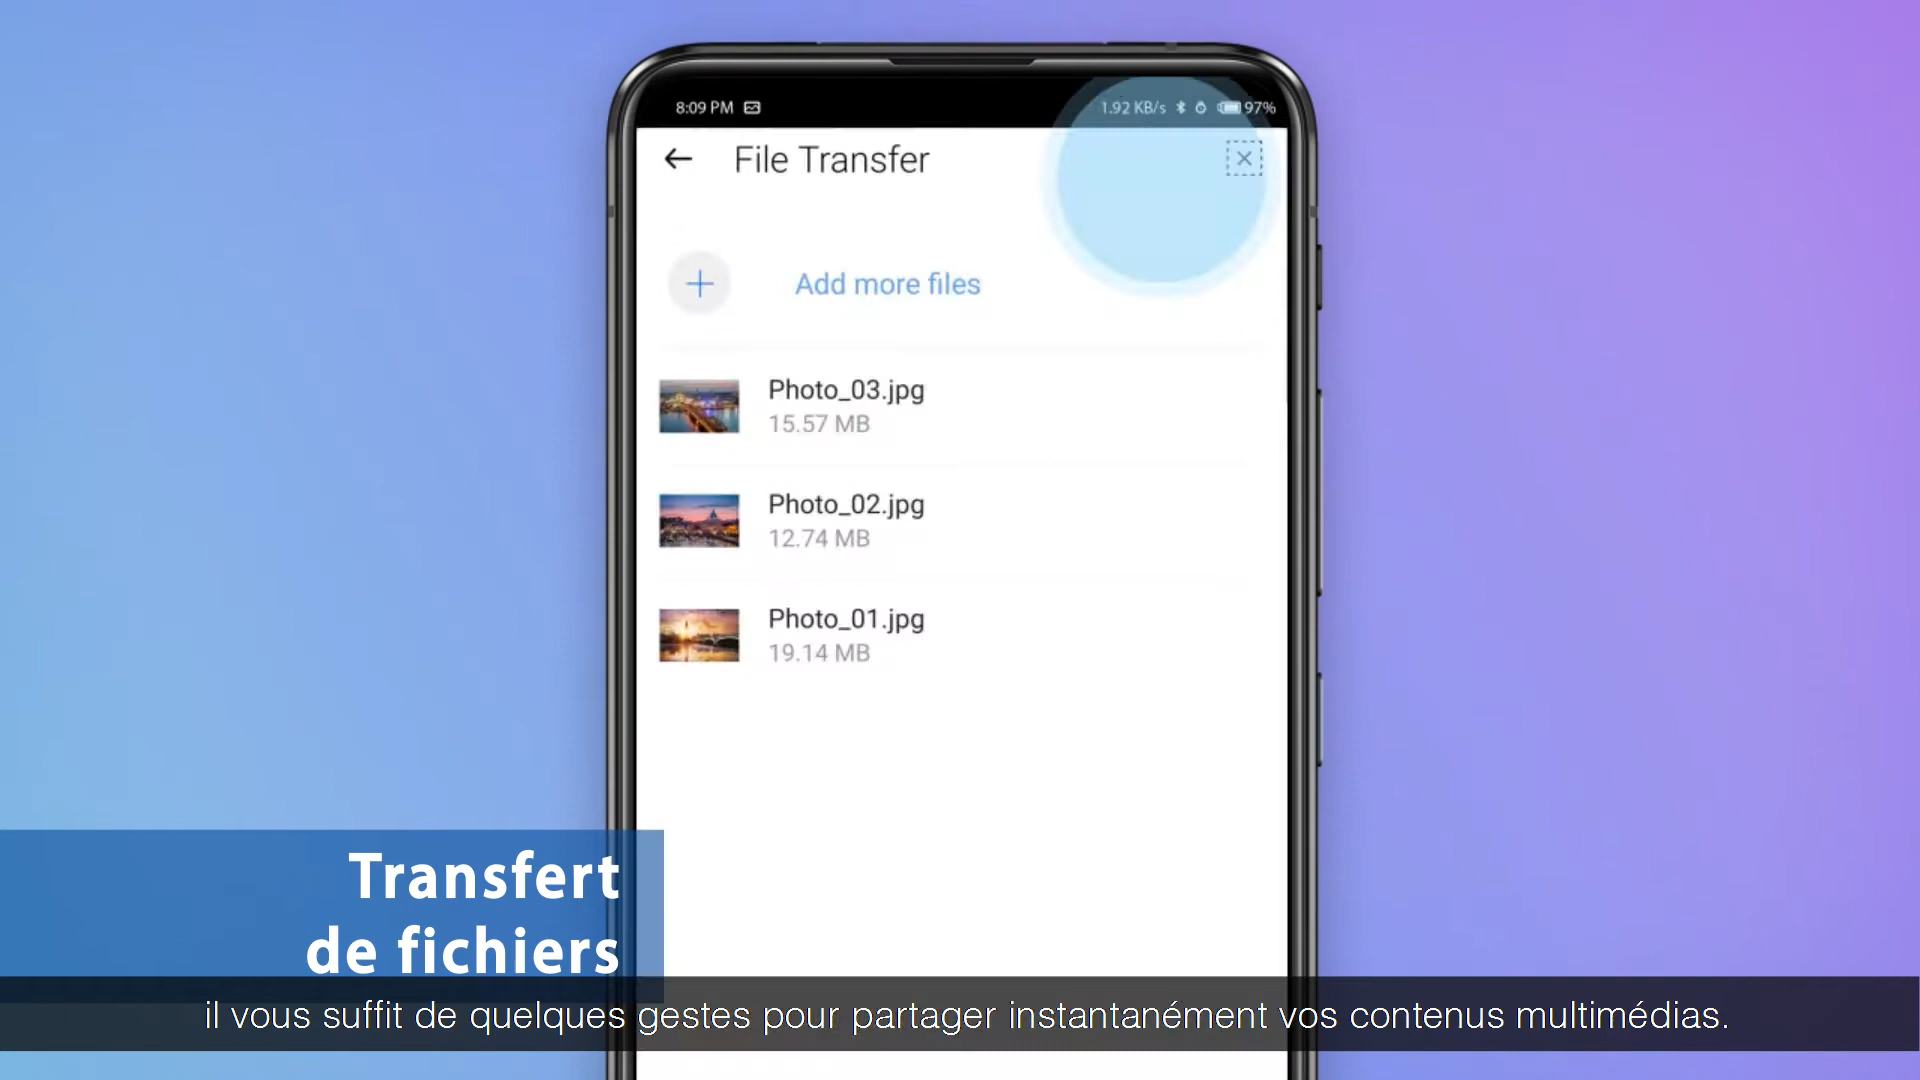 8:09 PM
1.92 KB/s
97%
File Transfer
Add more files
Photo_03.jpg
15.57 MB
Photo_02.jpg
12.74 MB
Photo_01.jpg
19.14 MB
Transfert
de fichiers
il vous suffit de quelques gestes pour partager instantanément vos contenus multimédias.